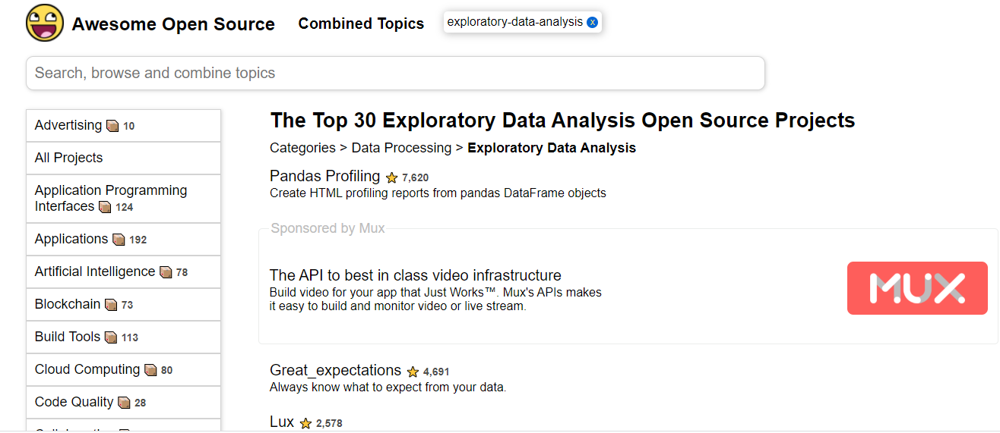 Awesome Open Source
Combined Topics
exploratory-data-analysis x
Search, browse and combine topics
Advertising 10
All Projects
Application Programming
Interfaces 124
Applications 192
Artificial Intelligence 78
Blockchain 73
Build Tools 113
Cloud Computing 80
Code Quality 28
The Top 30 Exploratory Data Analysis Open Source Projects
Categories > Data Processing > Exploratory Data Analysis
Pandas Profiling 7,620
Create HTML profiling reports from pandas DataFrame objects
Sponsored by Mux
The API to best in class video infrastructure
Build video for your app that Just Works™. Mux's APIs makes
it easy to build and monitor video or live stream.
MUX
Great_expectations 4,691
Always know what to expect from your data.
Lux 2,578